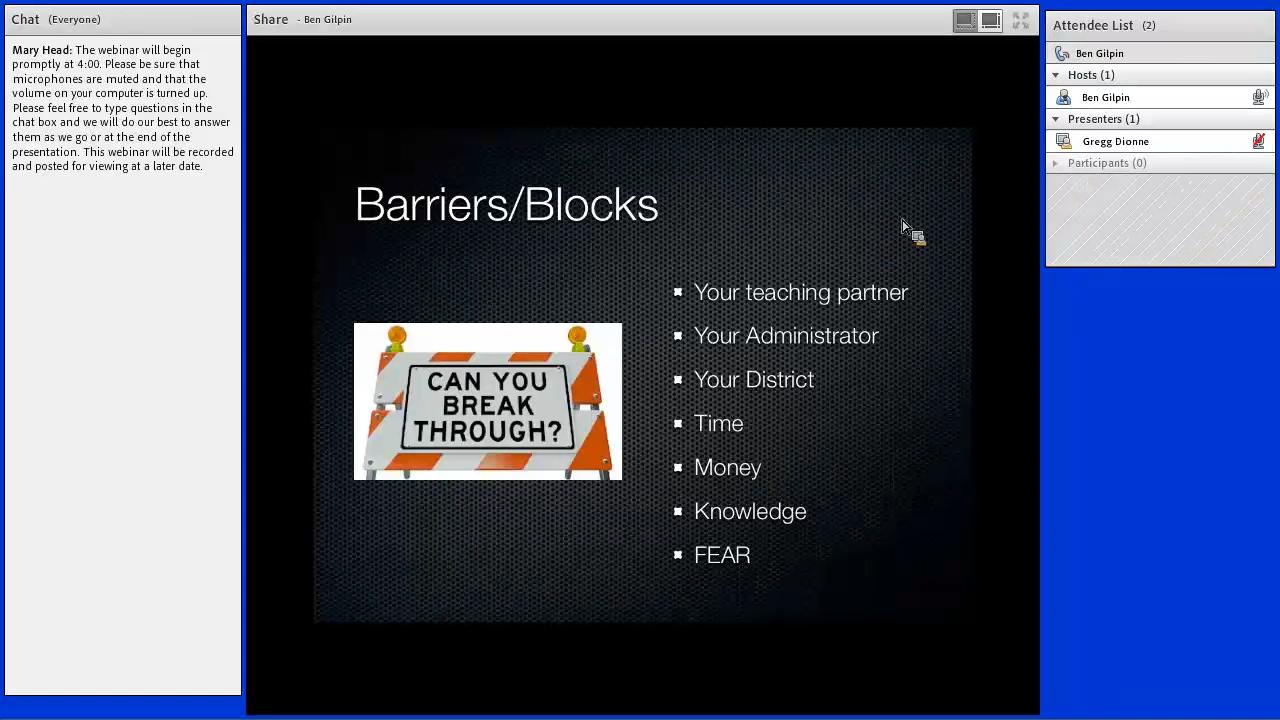 Chat (Everyone)
Mary Head: The webinar will begin
promptly at 4:00. Please be sure that
microphones are muted and that the
volume on your computer is turned up.
Please feel free to type questions in the
chat box and we will do our best to answer
them as we go or at the end of the
presentation. This webinar will be recorded
and posted for viewing at a later date.
Share - Ben Gilpin
Barriers/Blocks
CAN YOU
BREAK
THROUGH?
Your teaching partner
Your Administrator
Your District
Time
Money
Knowledge
FEAR
Attendee List (2)
Ben Gilpin
Hosts (1)
Ben Gilpin
Presenters (1)
Gregg Dionne
Participants (0)